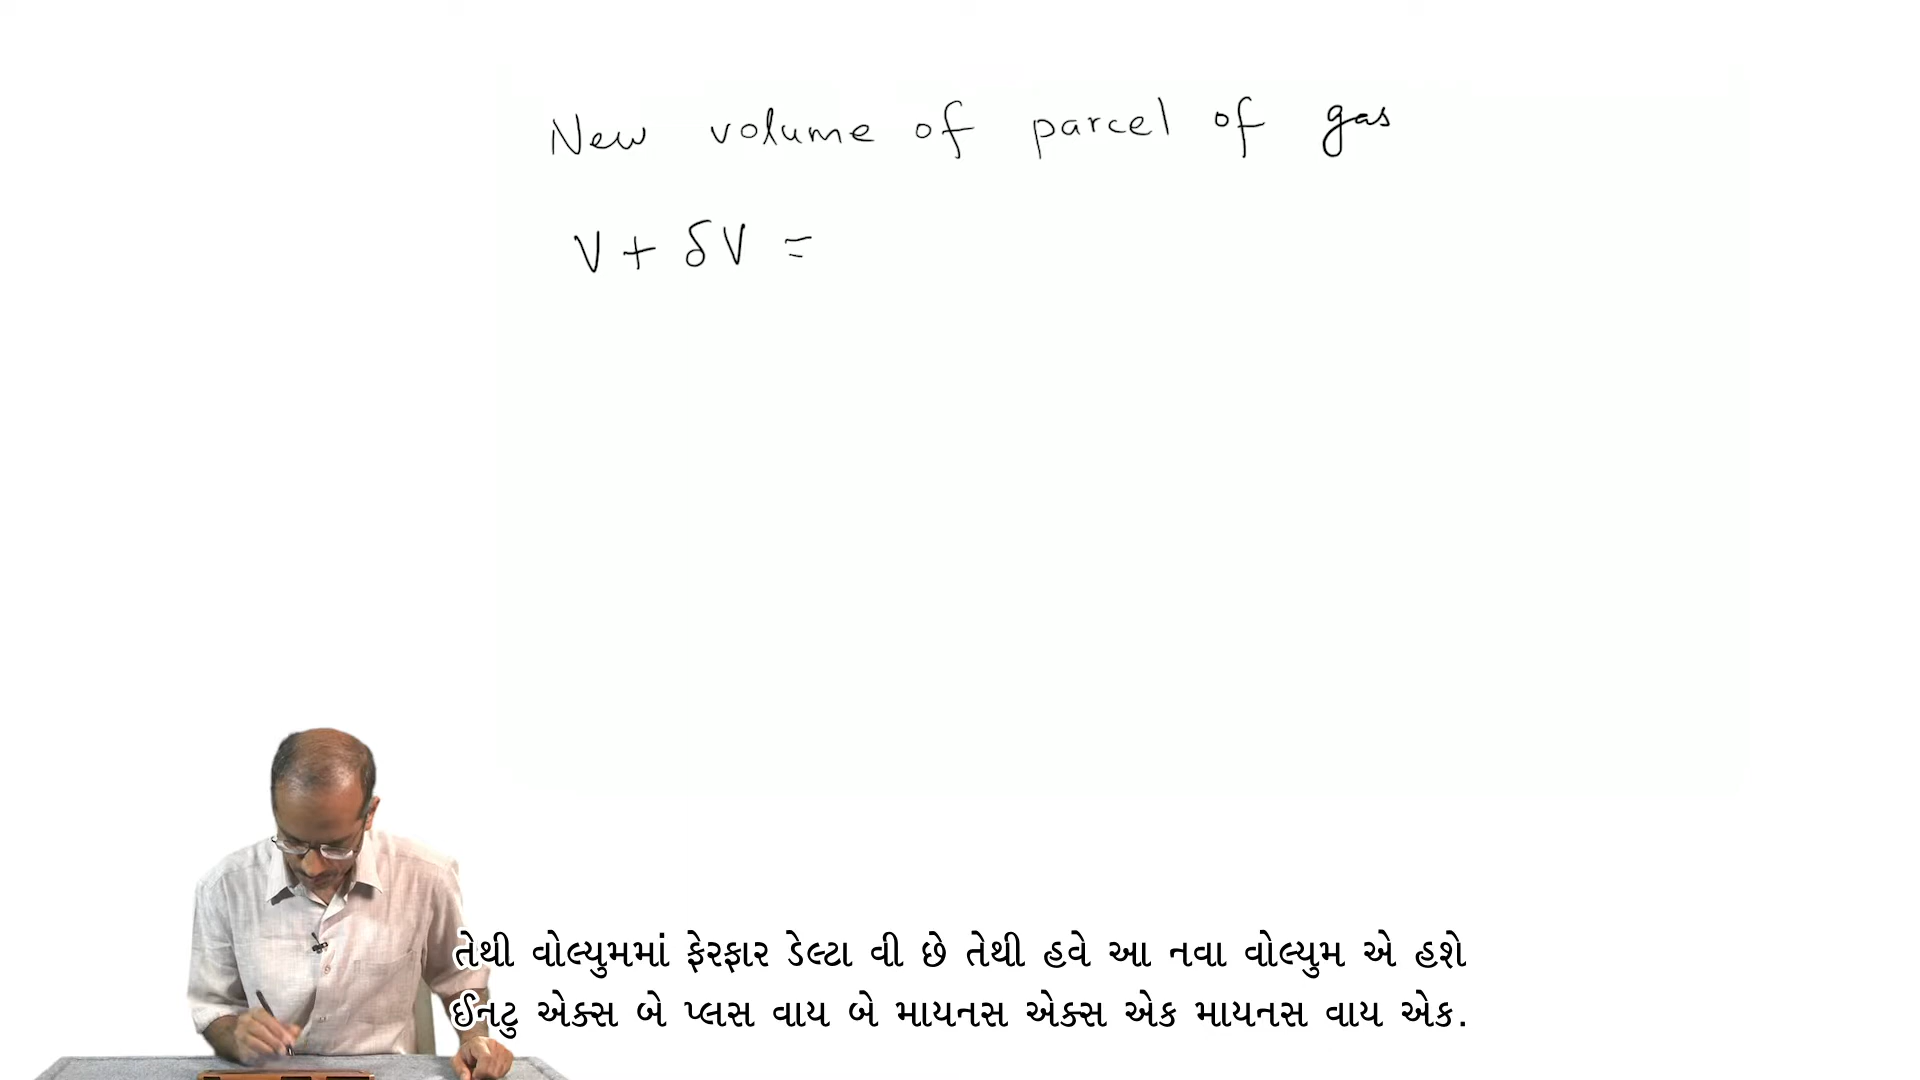 New volume of parcel of gas
V + δV =
તેથી વોલ્યુમમાં ફેરફાર ડેલ્ટા વી છે તેથી હવે આ નવા વોલ્યુમ એ હશે
ઈનટુ એક્સ બે પ્લસ વાય બે માયનસ એક્સ એક માયનસ વાય એક.